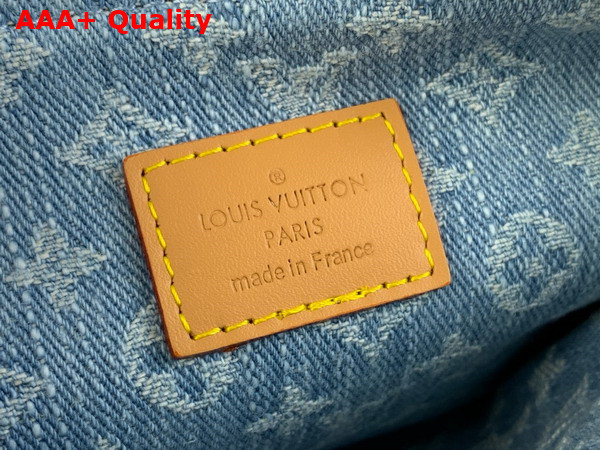 AAA+ Quality
®
LOUIS VUITTON
PARIS
made in France